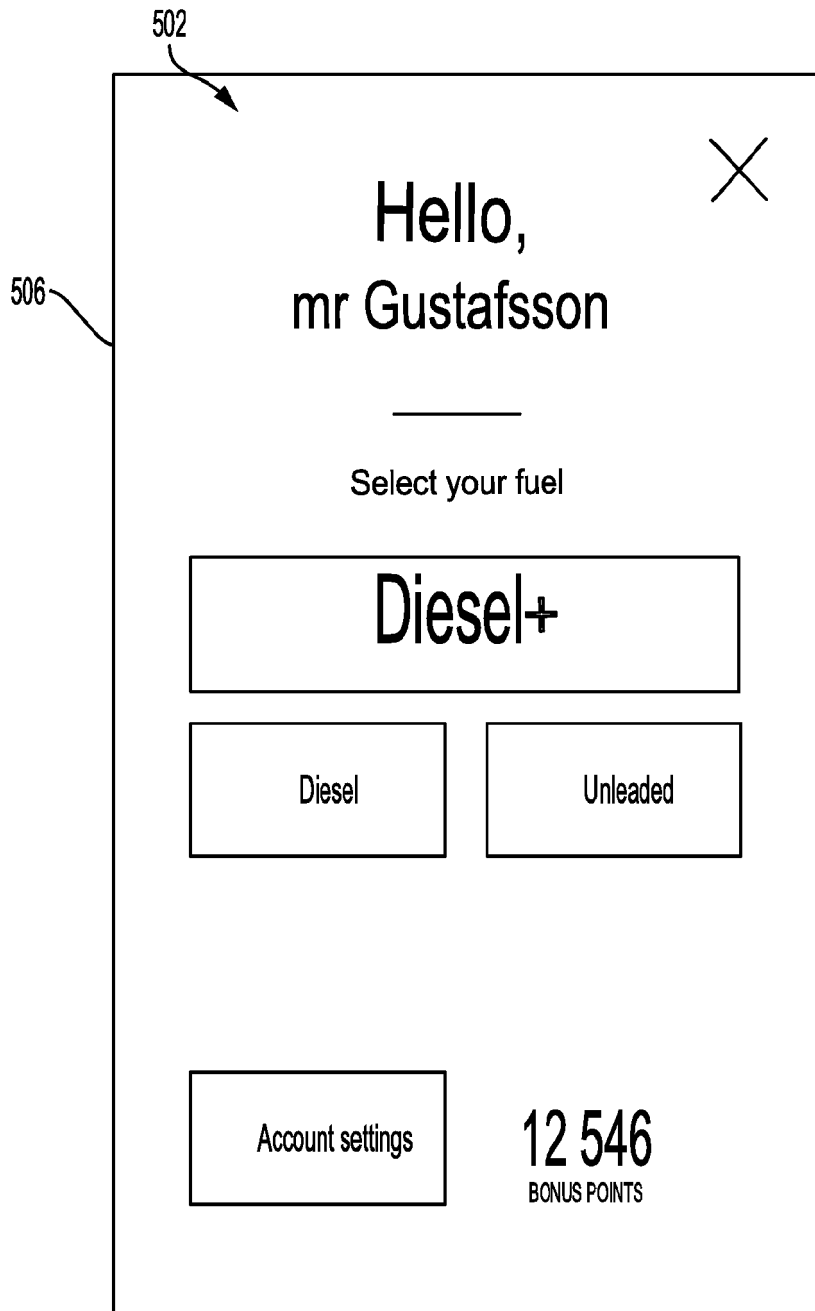 502
Hello,
506
mr Gustafsson
Select your fuel
Diesel+
Diesel
Unleaded
Account settings
12 546
BONUS POINTS